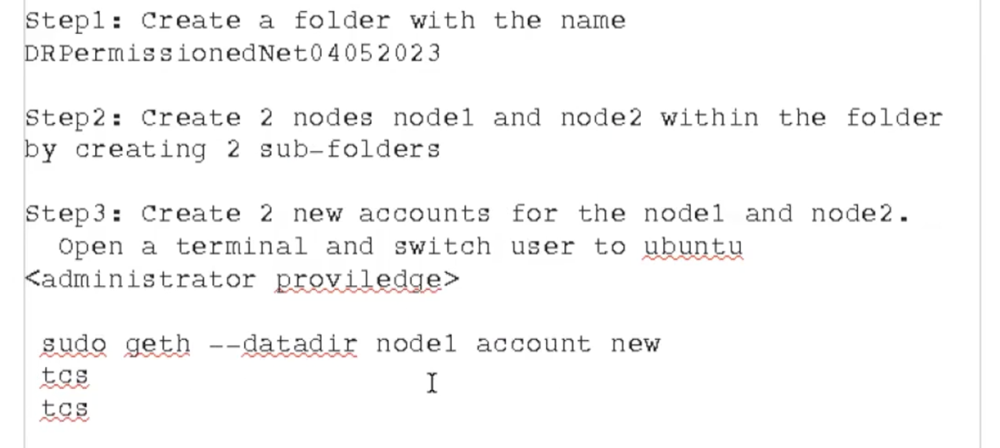 Step1: Create a folder with the name
DRPermissionedNet04052023
Step2: Create 2 nodes node1 and node2 within the folder
by creating 2 sub-folders
Step3: Create 2 new accounts for the node1 and node2.
Open a terminal and switch user to ubuntu
<administrator proviledge>
sudo geth --datadir node1 account new
tcs
tcs